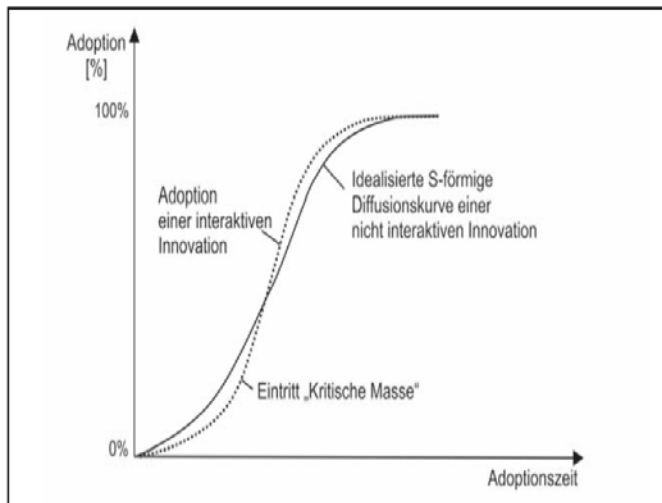 Adoption
[%]
100%
Idealisierte S-förmige
Diffusionskurve einer
nicht interaktiven Innovation
Adoption
einer interaktiven
Innovation
Eintritt „Kritische Masse“
0%
Adoptionszeit